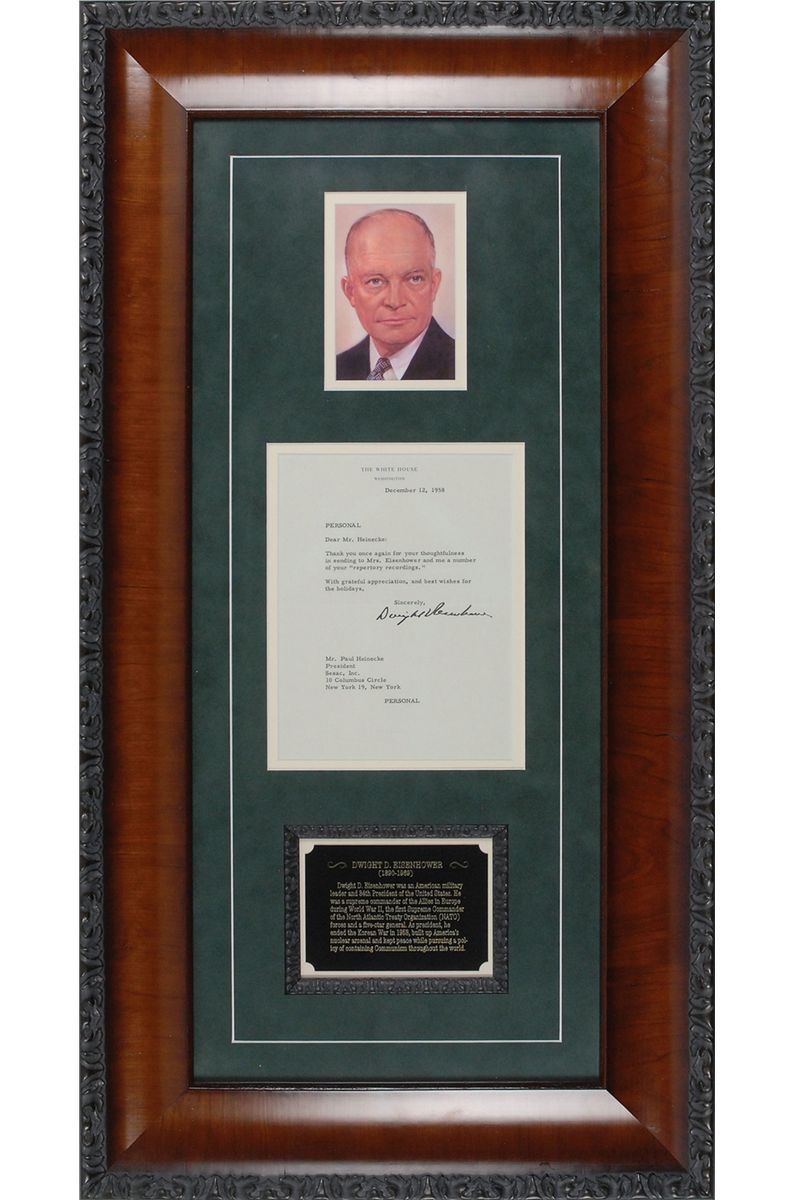 THE WHITE HOUSE
WASHINGTON
December 12, 1958
PERSONAL
Dear Mr. Heinecke:
Thank you once again for your thoughtfulness
in sending to Mrs. Eisenhower and me a number
of your "repertory recordings."
With grateful appreciation, and best wishes for
the holidays,
Sincerely,
Dwight Eisenhower
Mr. Paul Heinecke
President
Sesac, Inc.
10 Columbus Circle
New York 19, New York
PERSONAL
DWIGHT D. EISENHOWER
(1890-1969)
Dwight D. Eisenhower was an American military
leader and 34th President of the United States. He
was a supreme commander of the Allies in Europe
during World War II, the first Supreme Commander
of the North Atlantic Treaty Organization (NATO)
forces and a five-star general. As president, he
ended the Korean War in 1953, built up America's
nuclear arsenal and kept peace while pursuing a pol-
icy of containing Communism throughout the world.